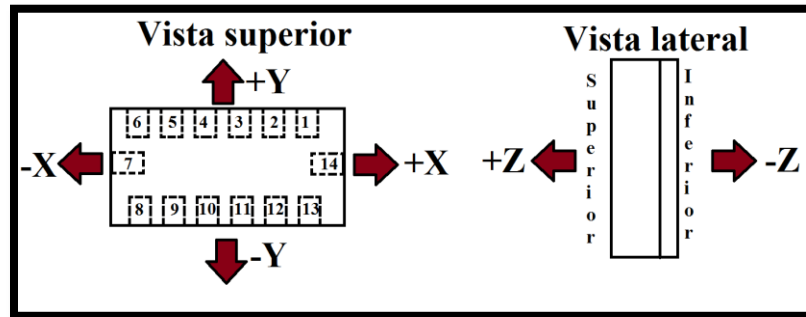 Vista superior
Vista lateral
+Y
6 5 4 3 2 1
-X
7
14
+X
8 9 10 11 12 13
-Y
+Z
Superior
Inferior
-Z